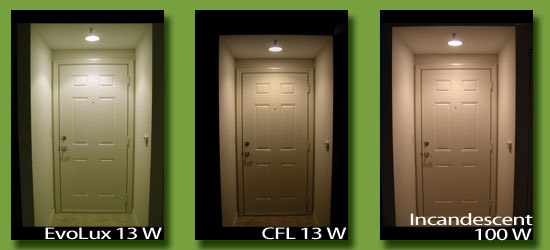 EvoLux 13 W
CFL 13 W
Incandescent
100 W